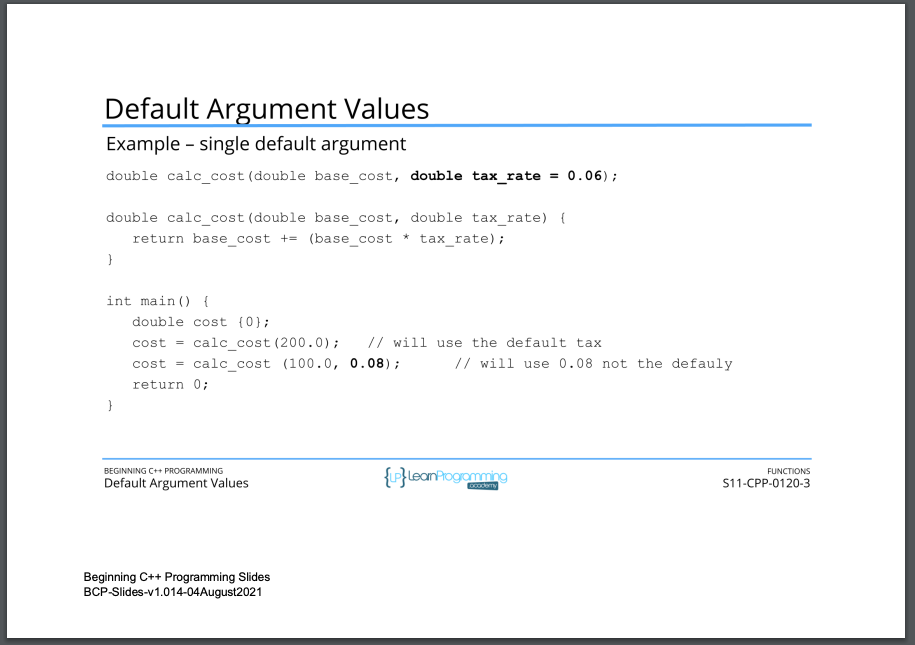 Default Argument Values
Example – single default argument
double calc_cost(double base_cost, double tax_rate = 0.06);
double calc_cost(double base_cost, double tax_rate) {
return base_cost += (base_cost * tax_rate);
}
int main() {
double cost {0};
cost = calc_cost(200.0); // will use the default tax
cost = calc_cost (100.0, 0.08); // will use 0.08 not the defauly
return 0;
}
BEGINNING C++ PROGRAMMING
Default Argument Values
{LP}LearnProgramming
academy
FUNCTIONS
S11-CPP-0120-3
Beginning C++ Programming Slides
BCP-Slides-v1.014-04August2021